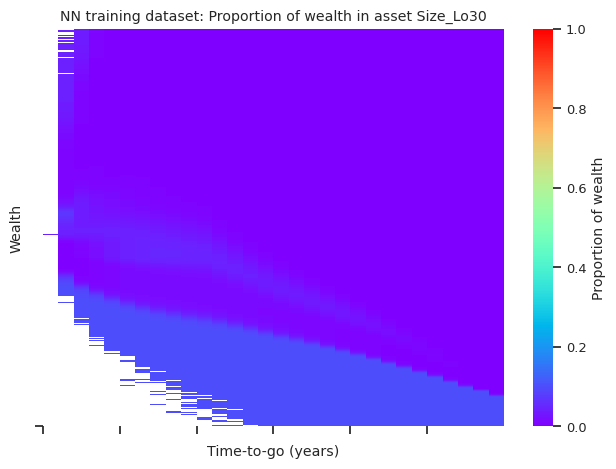 NN training dataset: Proportion of wealth in asset Size_Lo30
Wealth
Time-to-go (years)
1.0
0.8
0.6
0.4
0.2
0.0
Proportion of wealth